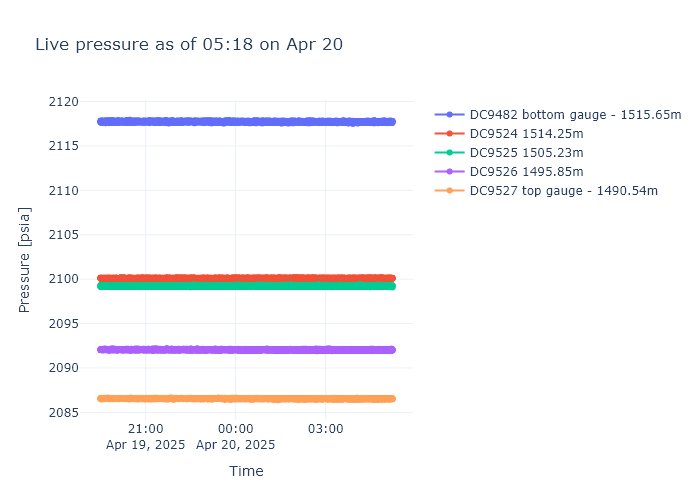 Live pressure as of 05:18 on Apr 20
2120
2115
2110
2105
2100
2095
2090
2085
Pressure [psia]
21:00
Apr 19, 2025
00:00
Apr 20, 2025
03:00
Time
DC9482 bottom gauge - 1515.65m
DC9524 1514.25m
DC9525 1505.23m
DC9526 1495.85m
DC9527 top gauge - 1490.54m